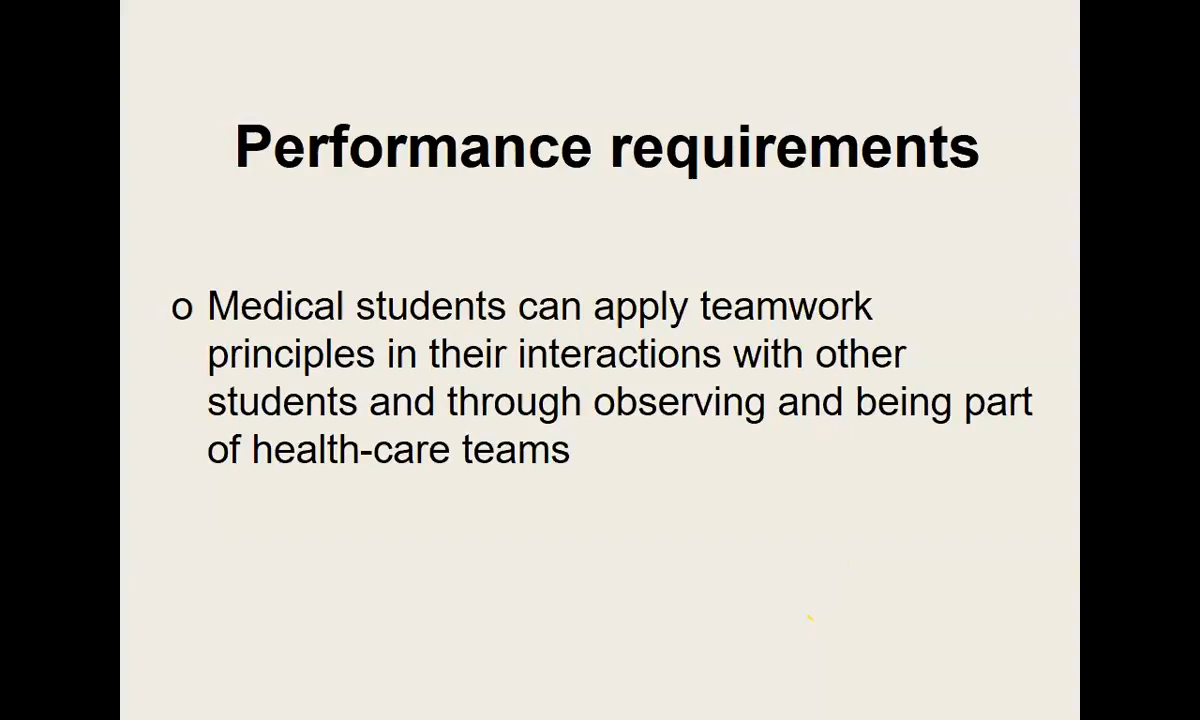 Performance requirements
o Medical students can apply teamwork
principles in their interactions with other
students and through observing and being part
of health-care teams